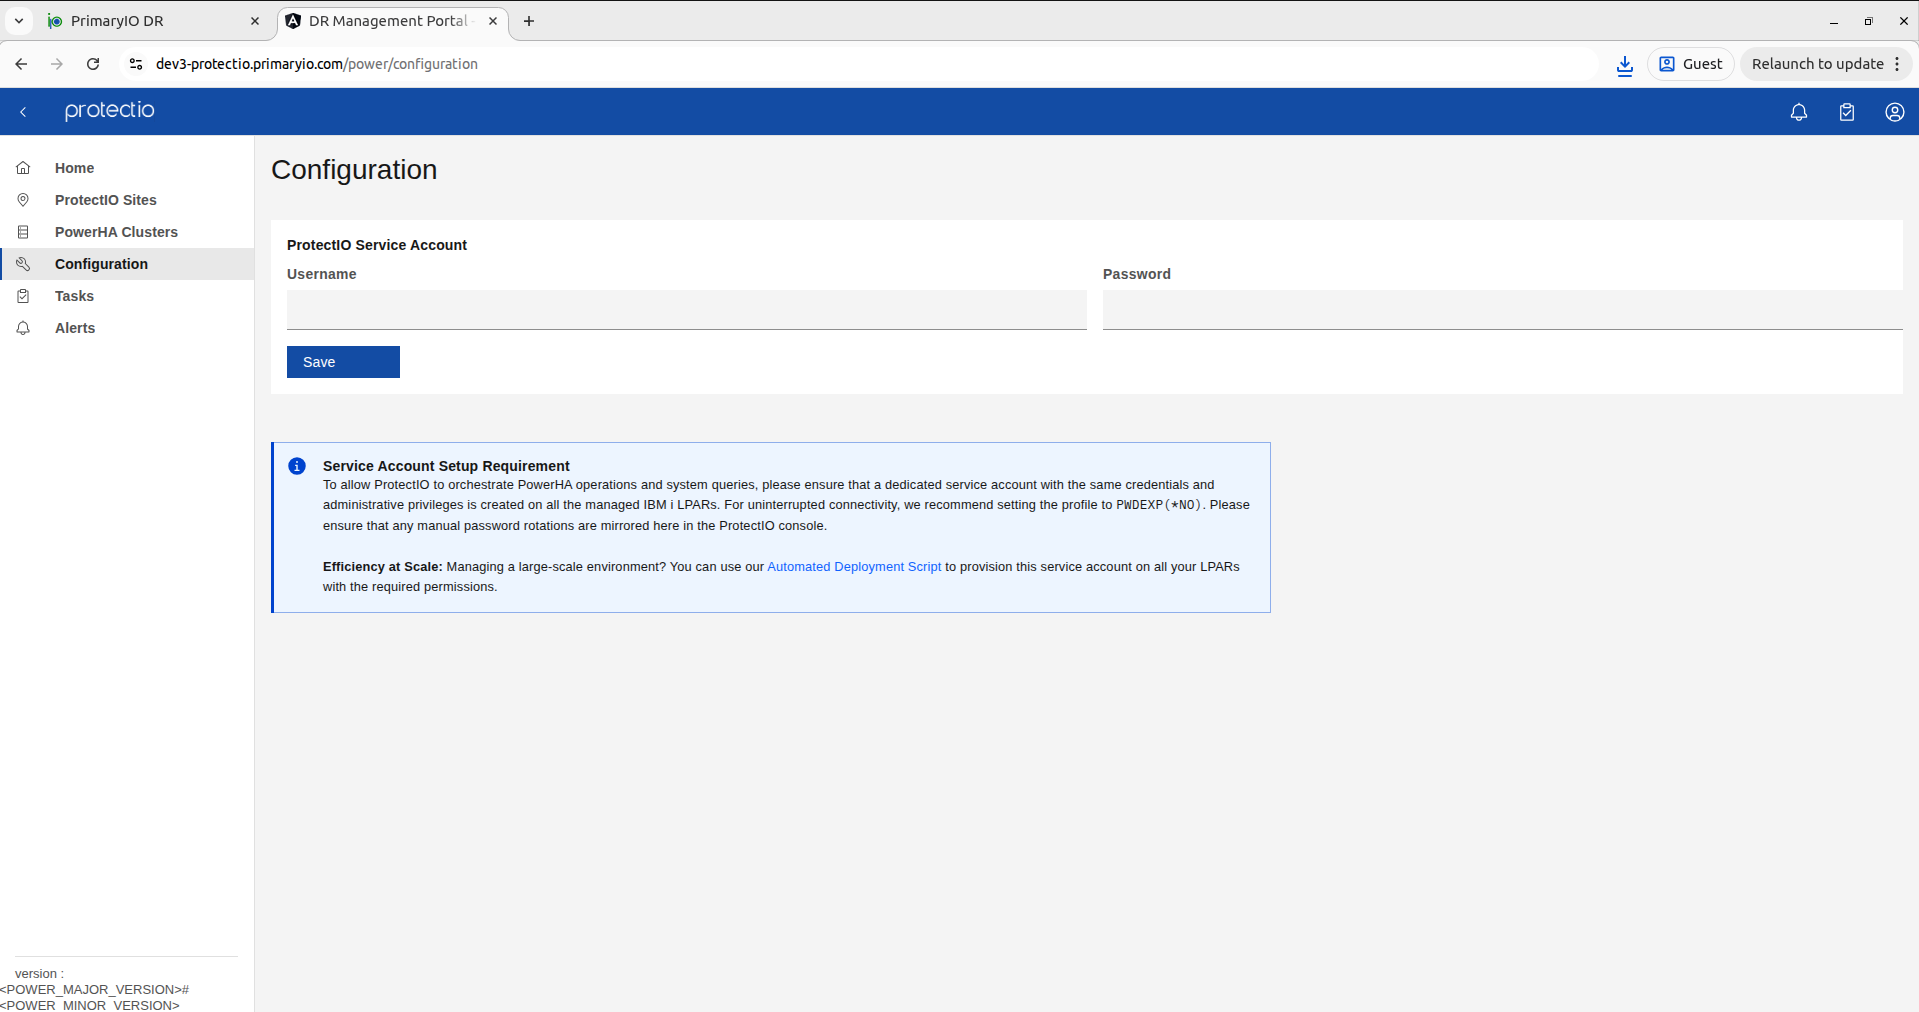 PrimaryIO DR
DR Management Portal
dev3-protectio.primaryio.com/power/configuration
Guest
Relaunch to update
protectio
Home
ProtectIO Sites
PowerHA Clusters
Configuration
Tasks
Alerts
Configuration
ProtectIO Service Account
Username
Password
Save
Service Account Setup Requirement
To allow ProtectIO to orchestrate PowerHA operations and system queries, please ensure that a dedicated service account with the same credentials and
administrative privileges is created on all the managed IBM i LPARs. For uninterrupted connectivity, we recommend setting the profile to PWDEXP(*NO). Please
ensure that any manual password rotations are mirrored here in the ProtectIO console.
Efficiency at Scale: Managing a large-scale environment? You can use our Automated Deployment Script to provision this service account on all your LPARs
with the required permissions.
version :
<POWER_MAJOR_VERSION>#
<POWER_MINOR_VERSION>